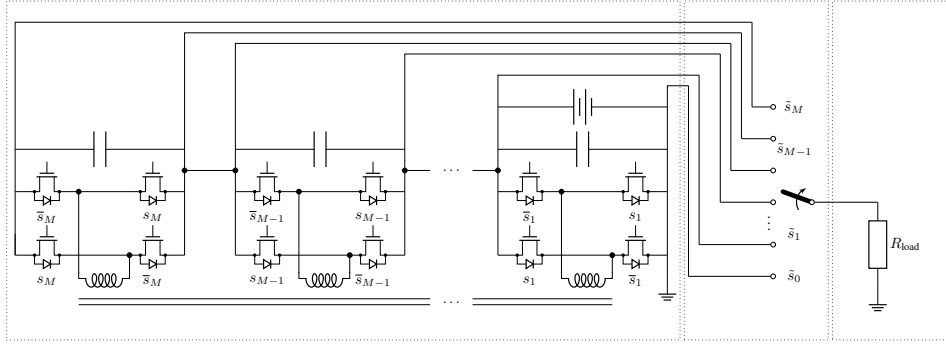 s̃_M
s̃_{M−1}
· · ·
s̅_M s_M s̅_{M−1} s_{M−1} s̅_1 s_1
⋮
s̃_1
R_load
s_M s̅_M s_{M−1} s̅_{M−1} s_1 s̅_1
s̃_0
· · ·